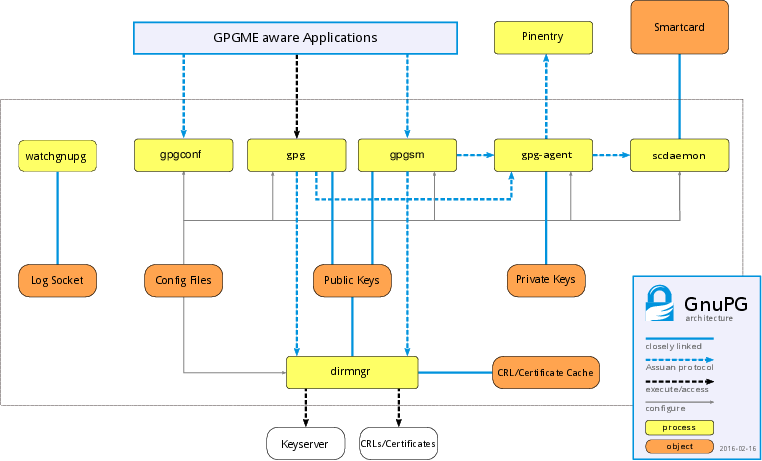 GPGME aware Applications
Pinentry
Smartcard
watchgnupg
gpgconf
gpg
gpgsm
gpg-agent
scdaemon
Log Socket
Config Files
Public Keys
Private Keys
dirmngr
CRL/Certificate Cache
Keyserver
CRLs/Certificates
GnuPG
architecture
closely linked
Assuan protocol
execute/access
configure
process
object
2016-02-16